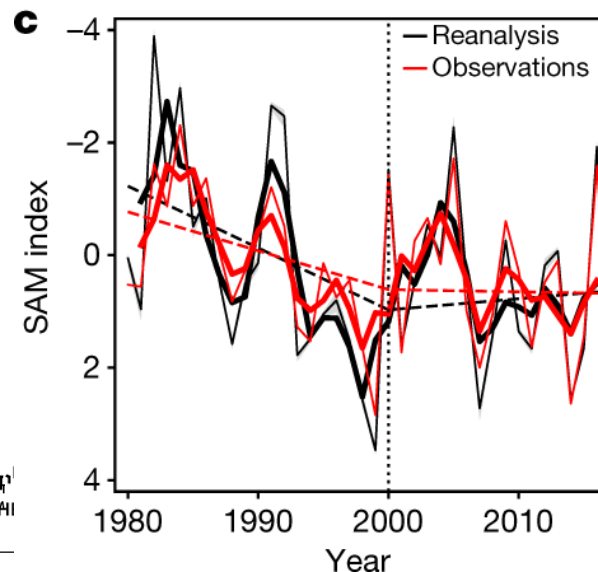 c
−4
−2
0
2
4
SAM index
Reanalysis
Observations
1980
1990
2000
2010
Year